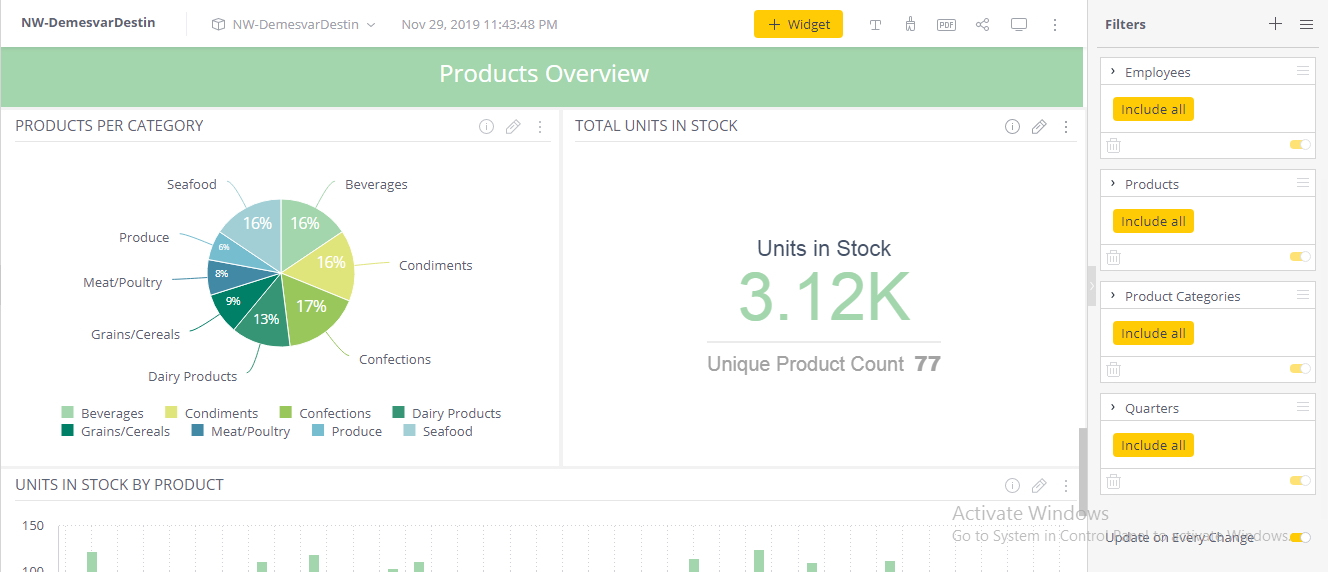 NW-DemesvarDestin
NW-DemesvarDestin
Nov 29, 2019 11:43:48 PM
+ Widget
T
PDF
Filters
Products Overview
PRODUCTS PER CATEGORY
Seafood
Beverages
Produce
Condiments
Meat/Poultry
Grains/Cereals
Confections
Dairy Products
16%
16%
16%
17%
13%
9%
8%
6%
Beverages Condiments Confections Dairy Products
Grains/Cereals Meat/Poultry Produce Seafood
TOTAL UNITS IN STOCK
Units in Stock
3.12K
Unique Product Count 77
UNITS IN STOCK BY PRODUCT
150
100
Employees
Include all
Products
Include all
Product Categories
Include all
Quarters
Include all
Update on Every Change
Activate Windows
Go to System in Control Panel to activate Windows.